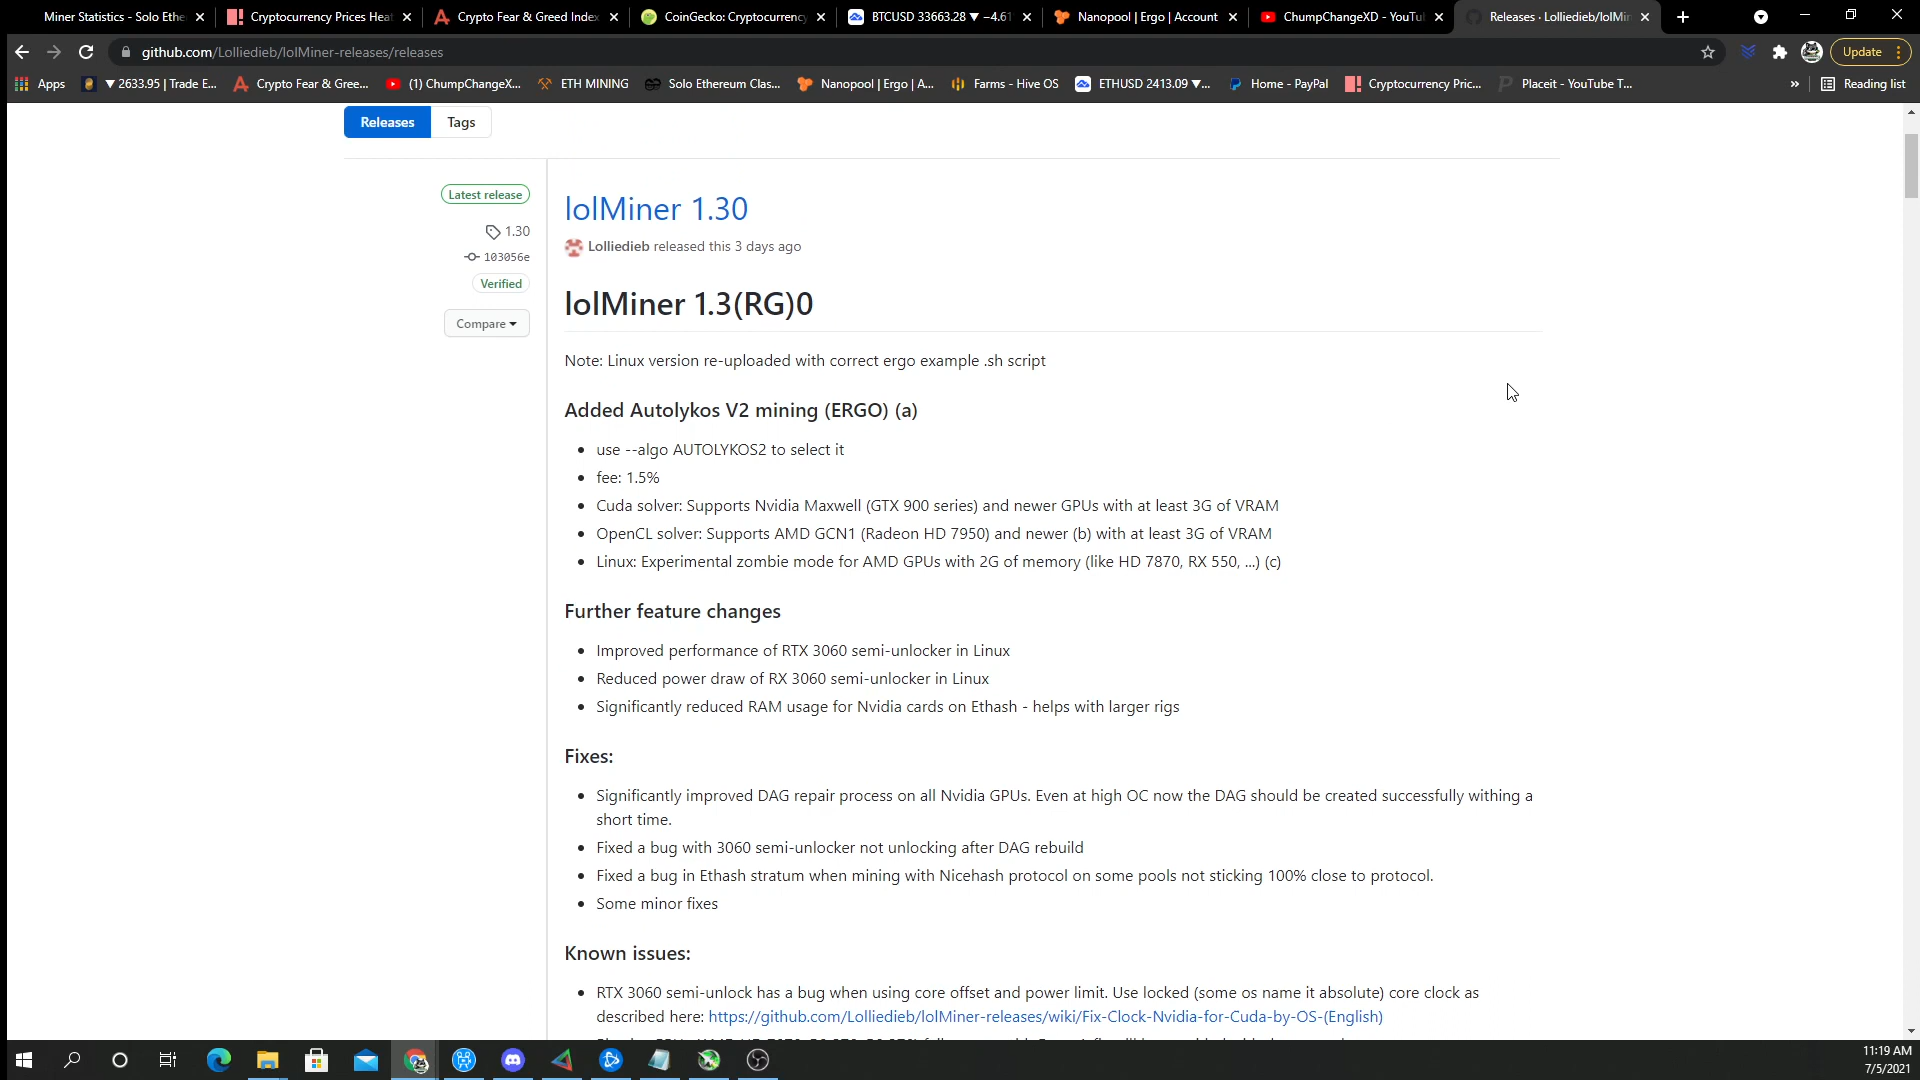 Miner Statistics - Solo Ethe
Cryptocurrency Prices Hea
Crypto Fear & Greed Index
CoinGecko: Cryptocurrency
BTCUSD 33663.28 ▼ −4.61
Nanopool | Ergo | Account
ChumpChangeXD - YouTu
Releases · Lolliedieb/lolMin
github.com/Lolliedieb/lolMiner-releases/releases
Update
Apps
▼ 2633.95 | Trade E...
Crypto Fear & Gree...
(1) ChumpChangeX...
ETH MINING
Solo Ethereum Clas...
Nanopool | Ergo | A...
Farms - Hive OS
ETHUSD 2413.09 ▼...
Home - PayPal
Cryptocurrency Pric...
Placeit - YouTube T...
»
Reading list
Releases
Tags
Latest release
1.30
103056e
Verified
Compare
lolMiner 1.30
Lolliedieb released this 3 days ago
lolMiner 1.3(RG)0
Note: Linux version re-uploaded with correct ergo example .sh script
Added Autolykos V2 mining (ERGO) (a)
• use --algo AUTOLYKOS2 to select it
• fee: 1.5%
• Cuda solver: Supports Nvidia Maxwell (GTX 900 series) and newer GPUs with at least 3G of VRAM
• OpenCL solver: Supports AMD GCN1 (Radeon HD 7950) and newer (b) with at least 3G of VRAM
• Linux: Experimental zombie mode for AMD GPUs with 2G of memory (like HD 7870, RX 550, ...) (c)
Further feature changes
• Improved performance of RTX 3060 semi-unlocker in Linux
• Reduced power draw of RX 3060 semi-unlocker in Linux
• Significantly reduced RAM usage for Nvidia cards on Ethash - helps with larger rigs
Fixes:
• Significantly improved DAG repair process on all Nvidia GPUs. Even at high OC now the DAG should be created successfully withing a
short time.
• Fixed a bug with 3060 semi-unlocker not unlocking after DAG rebuild
• Fixed a bug in Ethash stratum when mining with Nicehash protocol on some pools not sticking 100% close to protocol.
• Some minor fixes
Known issues:
• RTX 3060 semi-unlock has a bug when using core offset and power limit. Use locked (some os name it absolute) core clock as
described here: https://github.com/Lolliedieb/lolMiner-releases/wiki/Fix-Clock-Nvidia-for-Cuda-by-OS-(English)
11:19 AM
7/5/2021